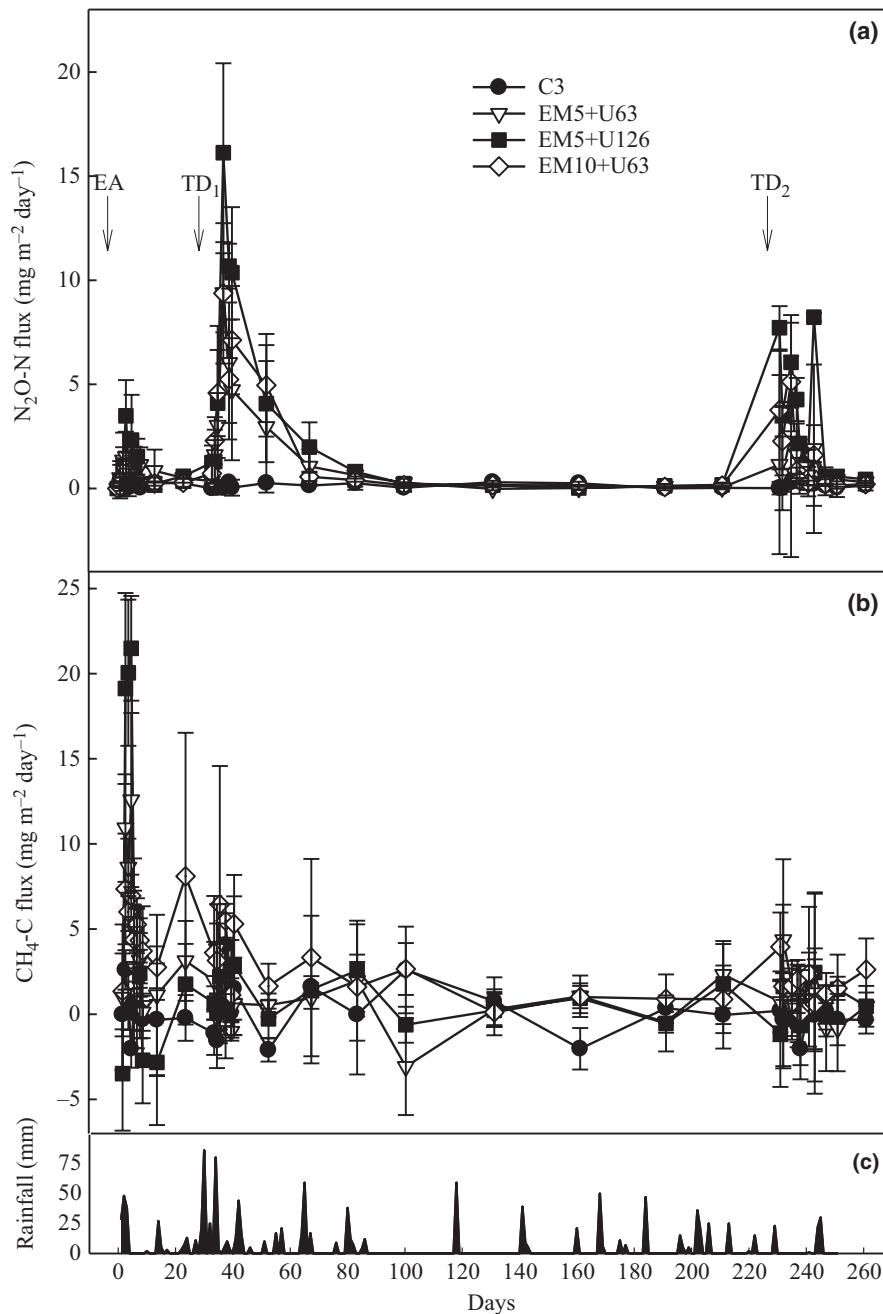 (a)
20
15
10
5
0
N₂O-N flux (mg m⁻² day⁻¹)
C3
EM5+U63
EM5+U126
EM10+U63
EA
TD₁
TD₂
(b)
25
20
15
10
5
0
−5
CH₄-C flux (mg m⁻² day⁻¹)
(c)
75
50
25
0
Rainfall (mm)
0 20 40 60 80 100 120 140 160 180 200 220 240 260
Days